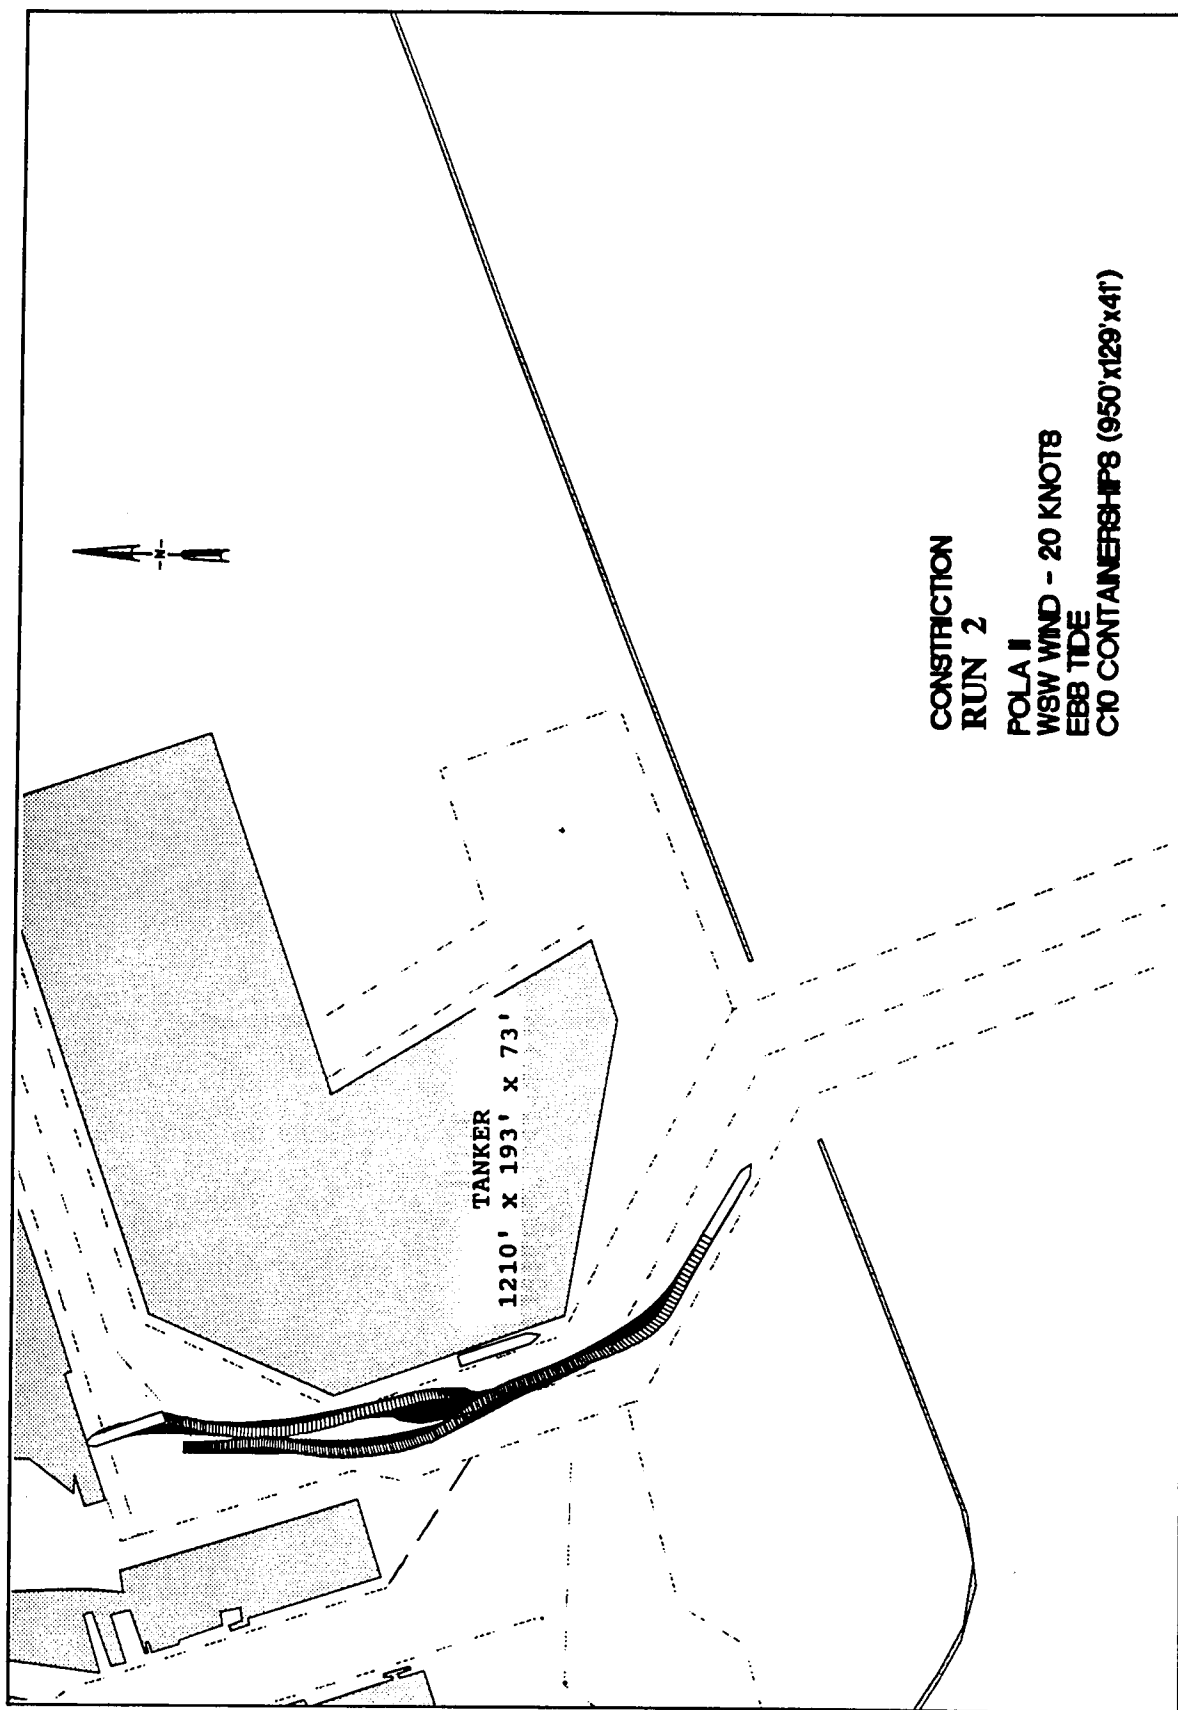 -N-
TANKER
1210' x 193' x 73'
CONSTRICTION
RUN 2
POLA II
WSW WIND - 20 KNOTS
EBB TIDE
C10 CONTAINERSHIPS (950'x129'x41')